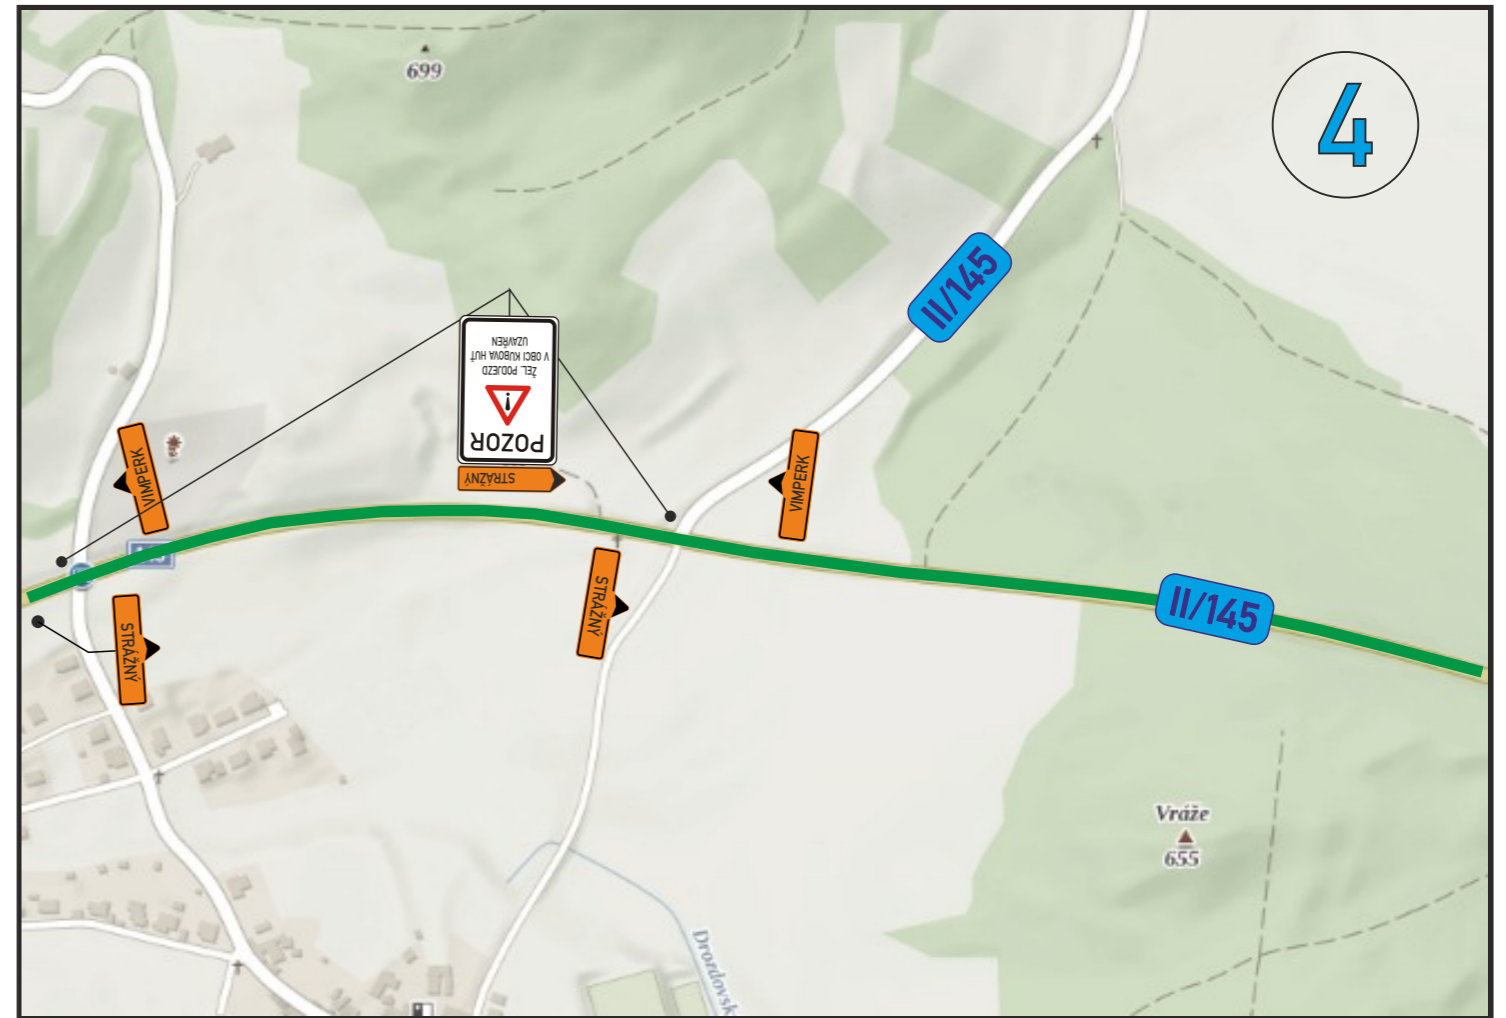 699
4
II/145
POZOR
ŽEL. PODJEZD
V OBCI KUBOVA HUŤ
UZAVŘEN
STRÁŽNÝ
VIMPERK
VIMPERK
STRÁŽNÝ
STRÁŽNÝ
II/145
Vráže
655
Drozdovsk